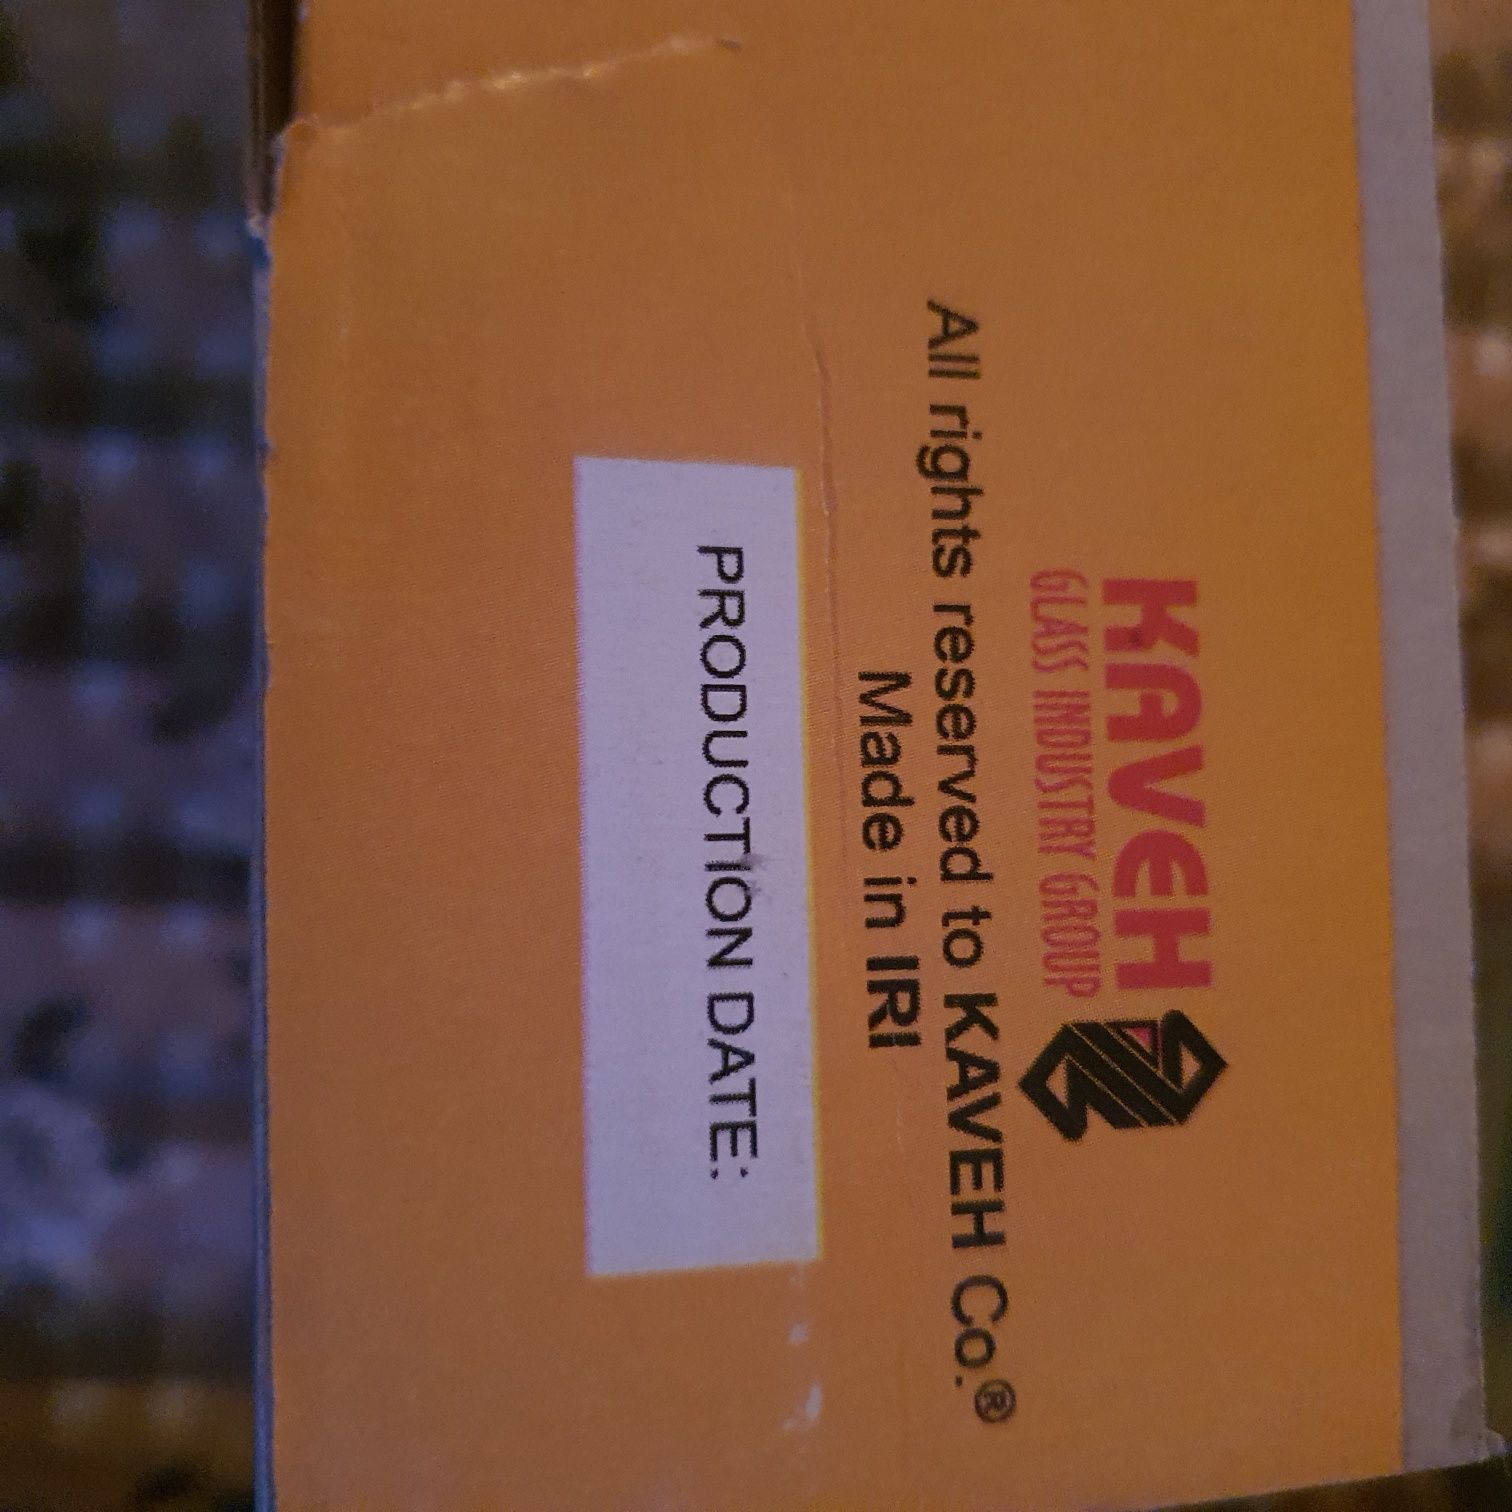 KAVEH
GLASS INDUSTRY GROUP
All rights reserved to KAVEH Co.®
Made in IRI
PRODUCTION DATE: